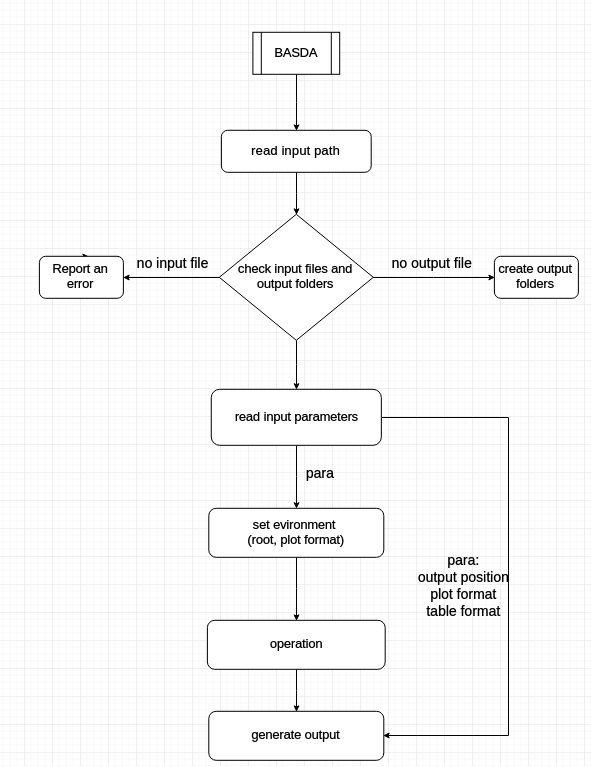 BASDA
read input path
no input file
no output file
Report an
error
check input files and
output folders
create output
folders
read input parameters
para
set evironment
(root, plot format)
para:
output position
plot format
table format
operation
generate output